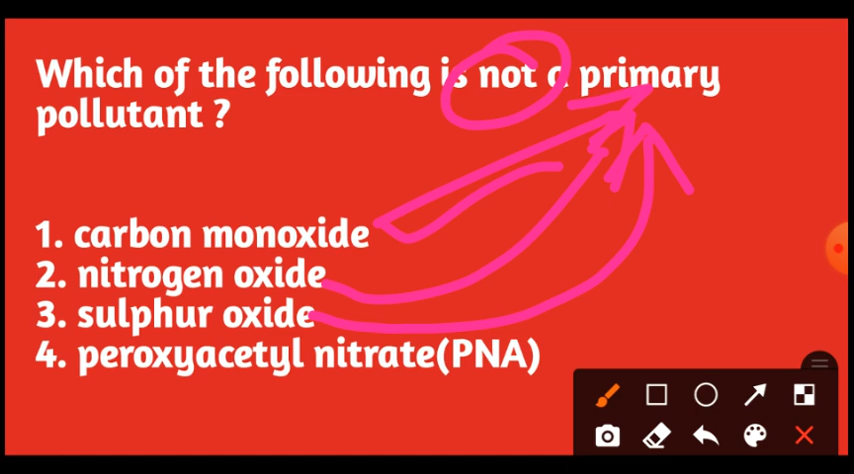 Which of the following is not a primary
pollutant ?
1. carbon monoxide
2. nitrogen oxide
3. sulphur oxide
4. peroxyacetyl nitrate(PNA)